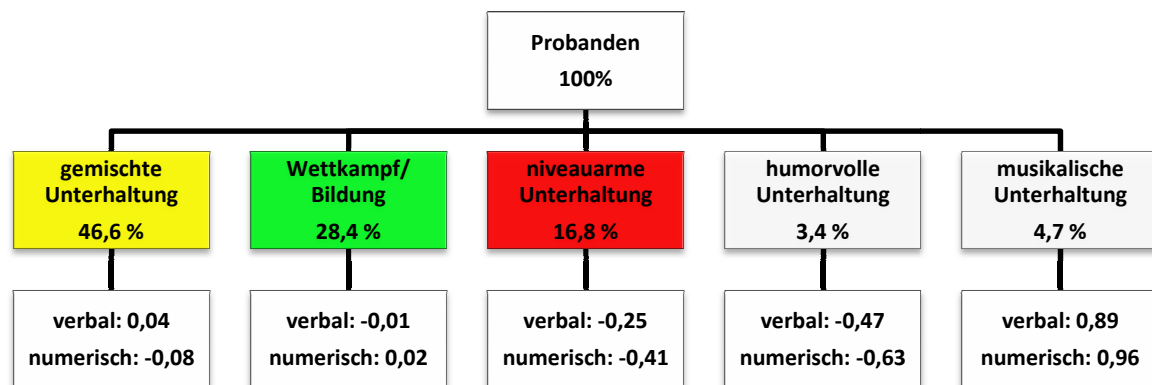 Probanden
100%
gemischte
Unterhaltung
46,6 %
Wettkampf/
Bildung
28,4 %
niveauarme
Unterhaltung
16,8 %
humorvolle
Unterhaltung
3,4 %
musikalische
Unterhaltung
4,7 %
verbal: 0,04
numerisch: -0,08
verbal: -0,01
numerisch: 0,02
verbal: -0,25
numerisch: -0,41
verbal: -0,47
numerisch: -0,63
verbal: 0,89
numerisch: 0,96